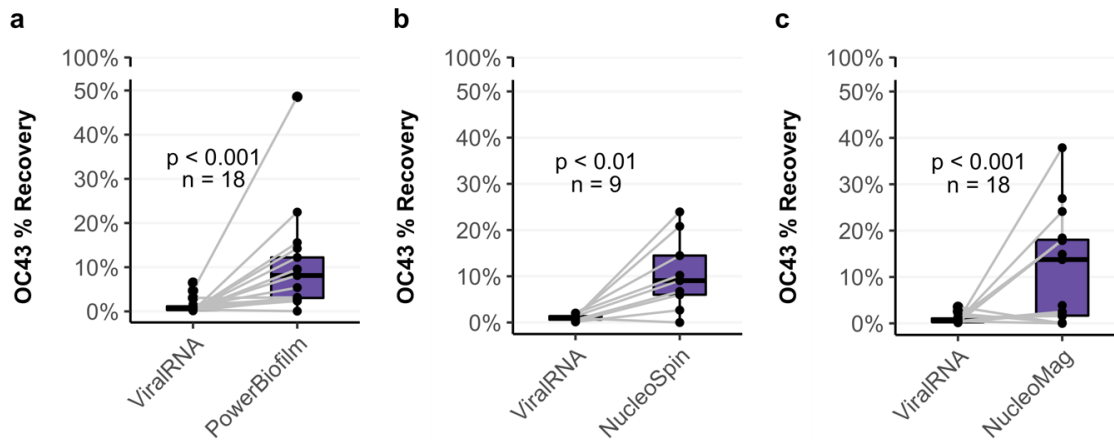 a
100%
50%
40%
30%
20%
10%
0%
OC43 % Recovery
p < 0.001
n = 18
ViralRNA
PowerBiofilm
b
100%
50%
40%
30%
20%
10%
0%
OC43 % Recovery
p < 0.01
n = 9
ViralRNA
NucleoSpin
c
100%
50%
40%
30%
20%
10%
0%
OC43 % Recovery
p < 0.001
n = 18
ViralRNA
NucleoMag